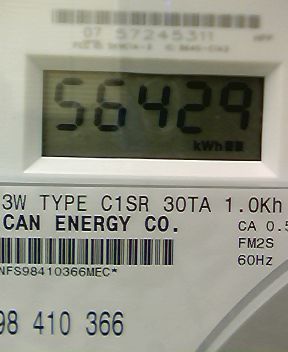 07 57245311
56429
kWh
3W TYPE C1SR 30TA 1.0Kh
CAN ENERGY CO.
CA 0.5
FM2S
NFS98410366MEC*
60Hz
98 410 366